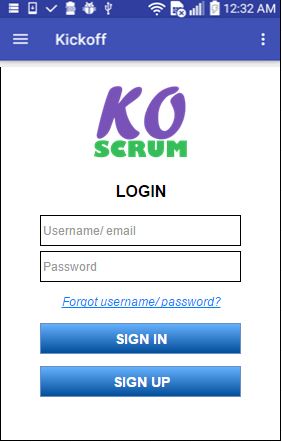 12:32 AM
Kickoff
KO
SCRUM
LOGIN
Username/ email
Password
Forgot username/ password?
SIGN IN
SIGN UP